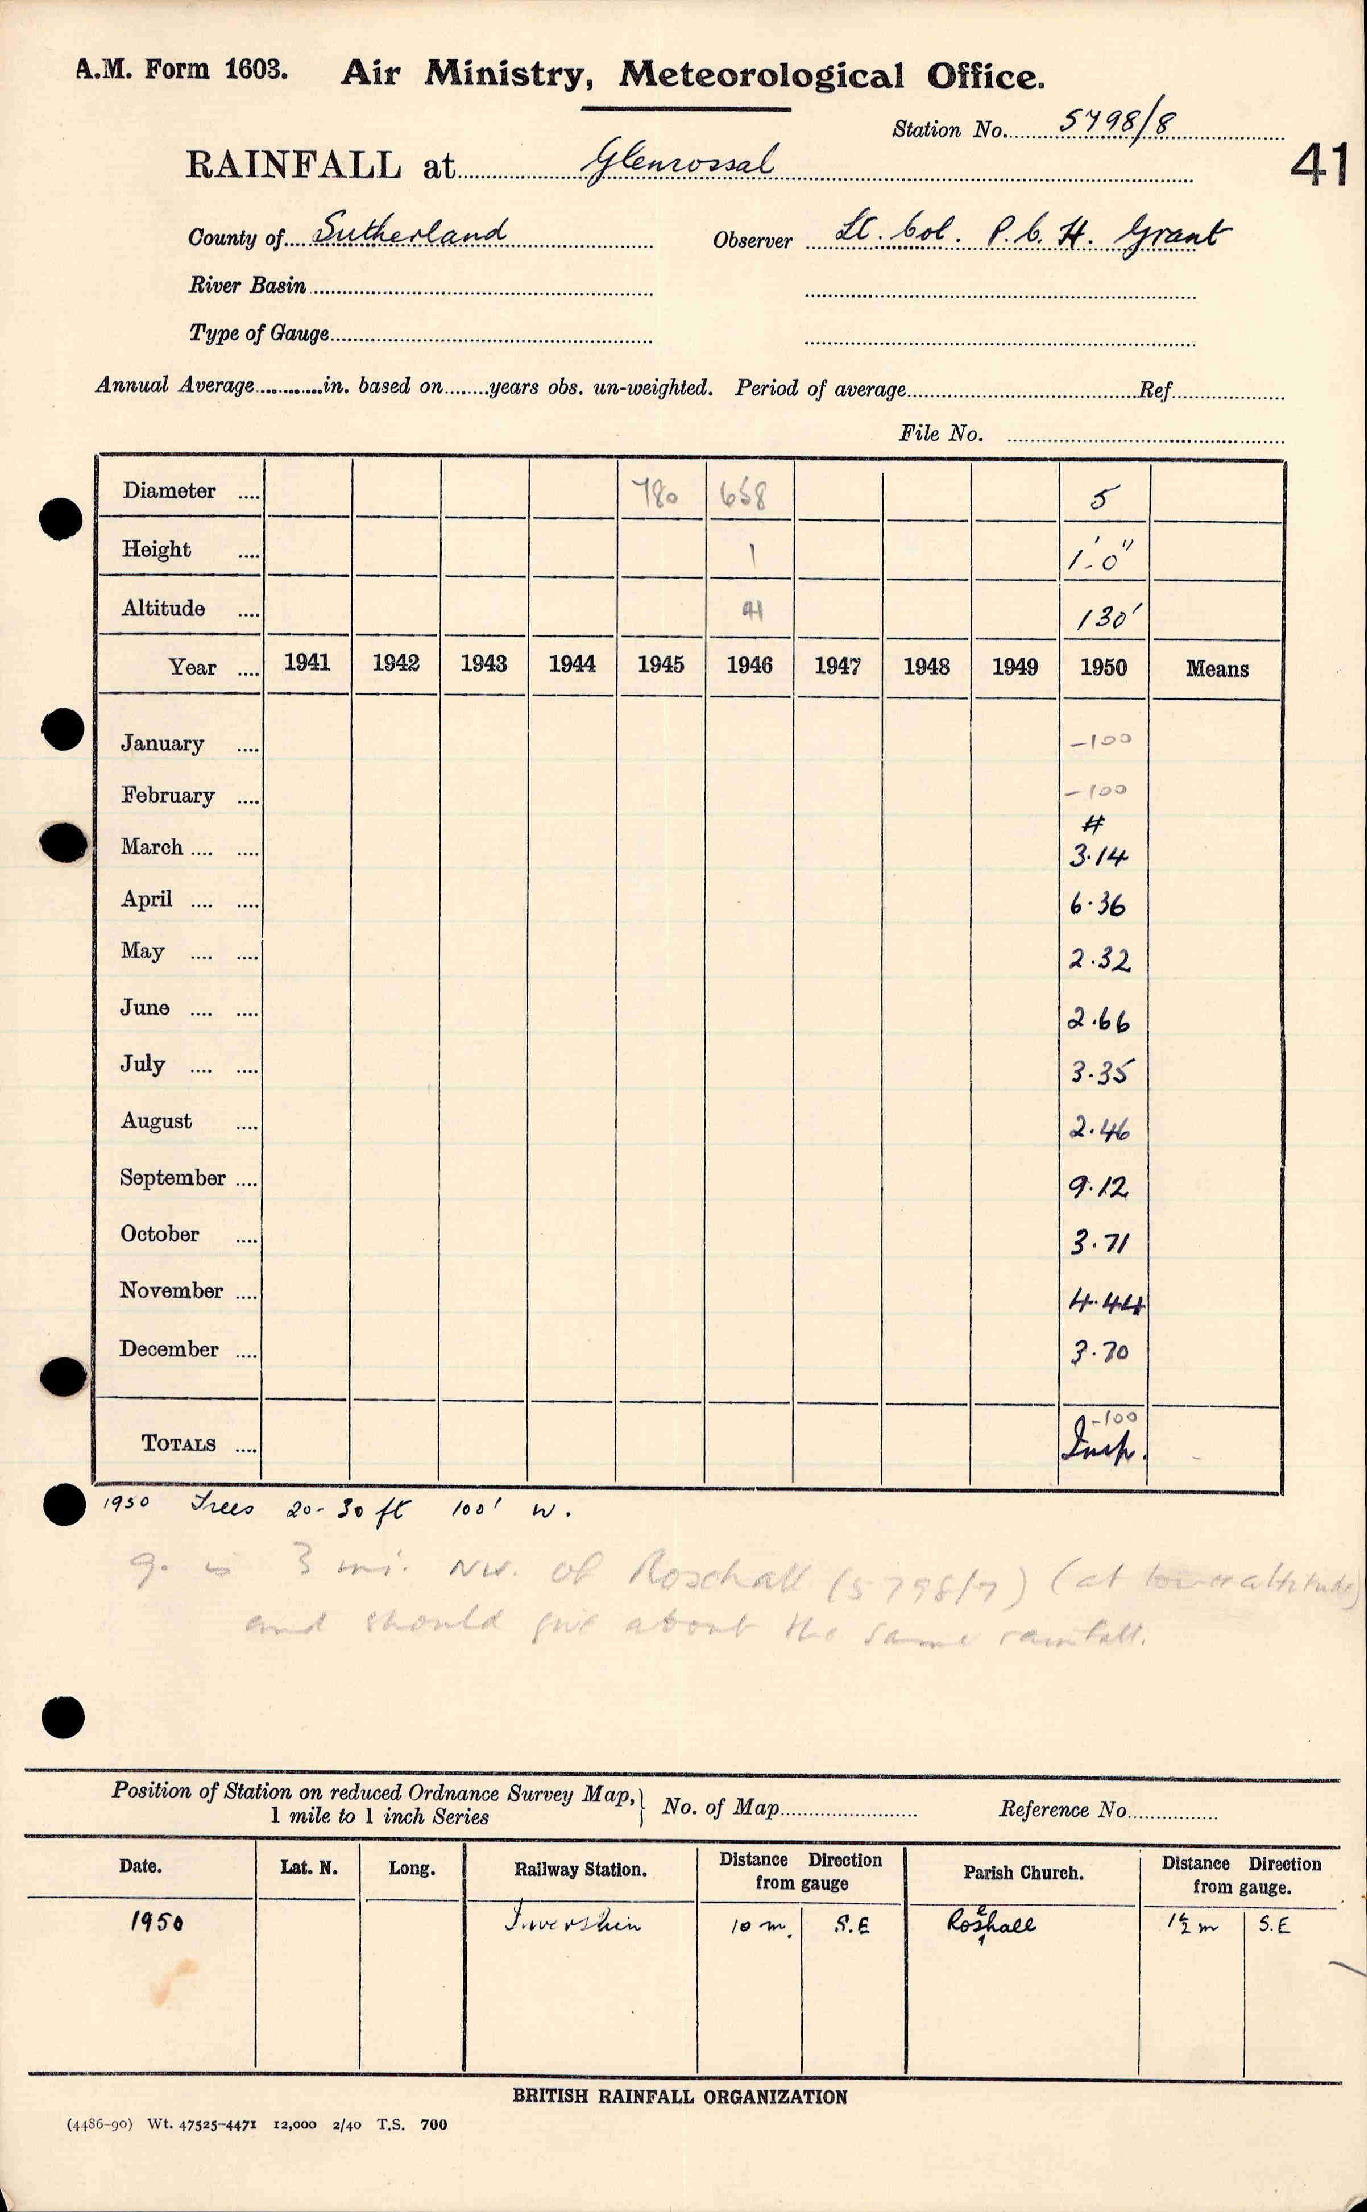 A.M. Form 1603. Air Ministry, Meteorological Office.
Station No. 5798/8
RAINFALL at Glenrossal
41
County of Sutherland Observer Lt. Col. P.C.H. Grant
River Basin
Type of Gauge
Annual Average in. based on years obs. un-weighted. Period of average Ref
File No.
Diameter 780 658 5
Height 1 1'-0"
Altitude 41 130'
Year 1941 1942 1943 1944 1945 1946 1947 1948 1949 1950 Means
January -100
February -100
#
March 3.14
April 6.36
May 2.32
June 2.66
July 3.35
August 2.46
September 9.12
October 3.71
November 4.44
December 3.70
-100
TOTALS
1950 Trees 20-30 ft 100' W.
g. is 3 mi. NW. of Rosehall (5798/7) (at lower altitude)
and should give about the same rainfall.
Position of Station on reduced Ordnance Survey Map, } No. of Map Reference No.
1 mile to 1 inch Series
Date. Lat. N. Long. Railway Station. Distance Direction from gauge Parish Church. Distance Direction from gauge.
1950 Invershin 10 m. S.E Rosehall 1½ m S.E
BRITISH RAINFALL ORGANIZATION
(4486-90) Wt. 47525-4471 12,000 2/40 T.S. 700